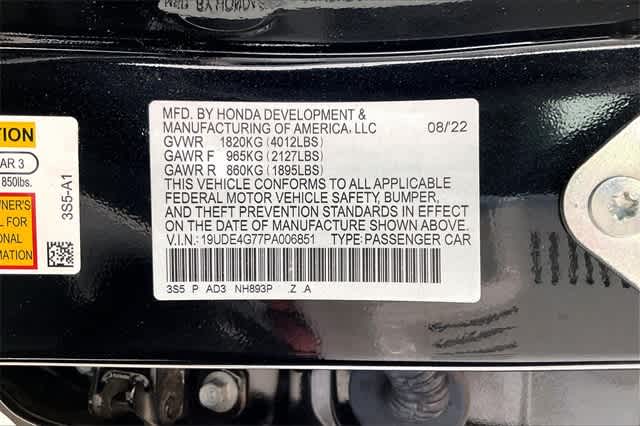 MFD. BY HONDA DEVELOPMENT &
MANUFACTURING OF AMERICA, LLC 08/22
GVWR 1820KG (4012LBS)
GAWR F 965KG (2127LBS)
GAWR R 860KG (1895LBS)
THIS VEHICLE CONFORMS TO ALL APPLICABLE
FEDERAL MOTOR VEHICLE SAFETY, BUMPER,
AND THEFT PREVENTION STANDARDS IN EFFECT
ON THE DATE OF MANUFACTURE SHOWN ABOVE.
V.I.N.: 19UDE4G77PA006851 TYPE: PASSENGER CAR
3S5 P AD3 NH893P .Z .A
TION
AR 3
850lbs.
WNER'S
L FOR
ONAL
MATION
3S5-A1